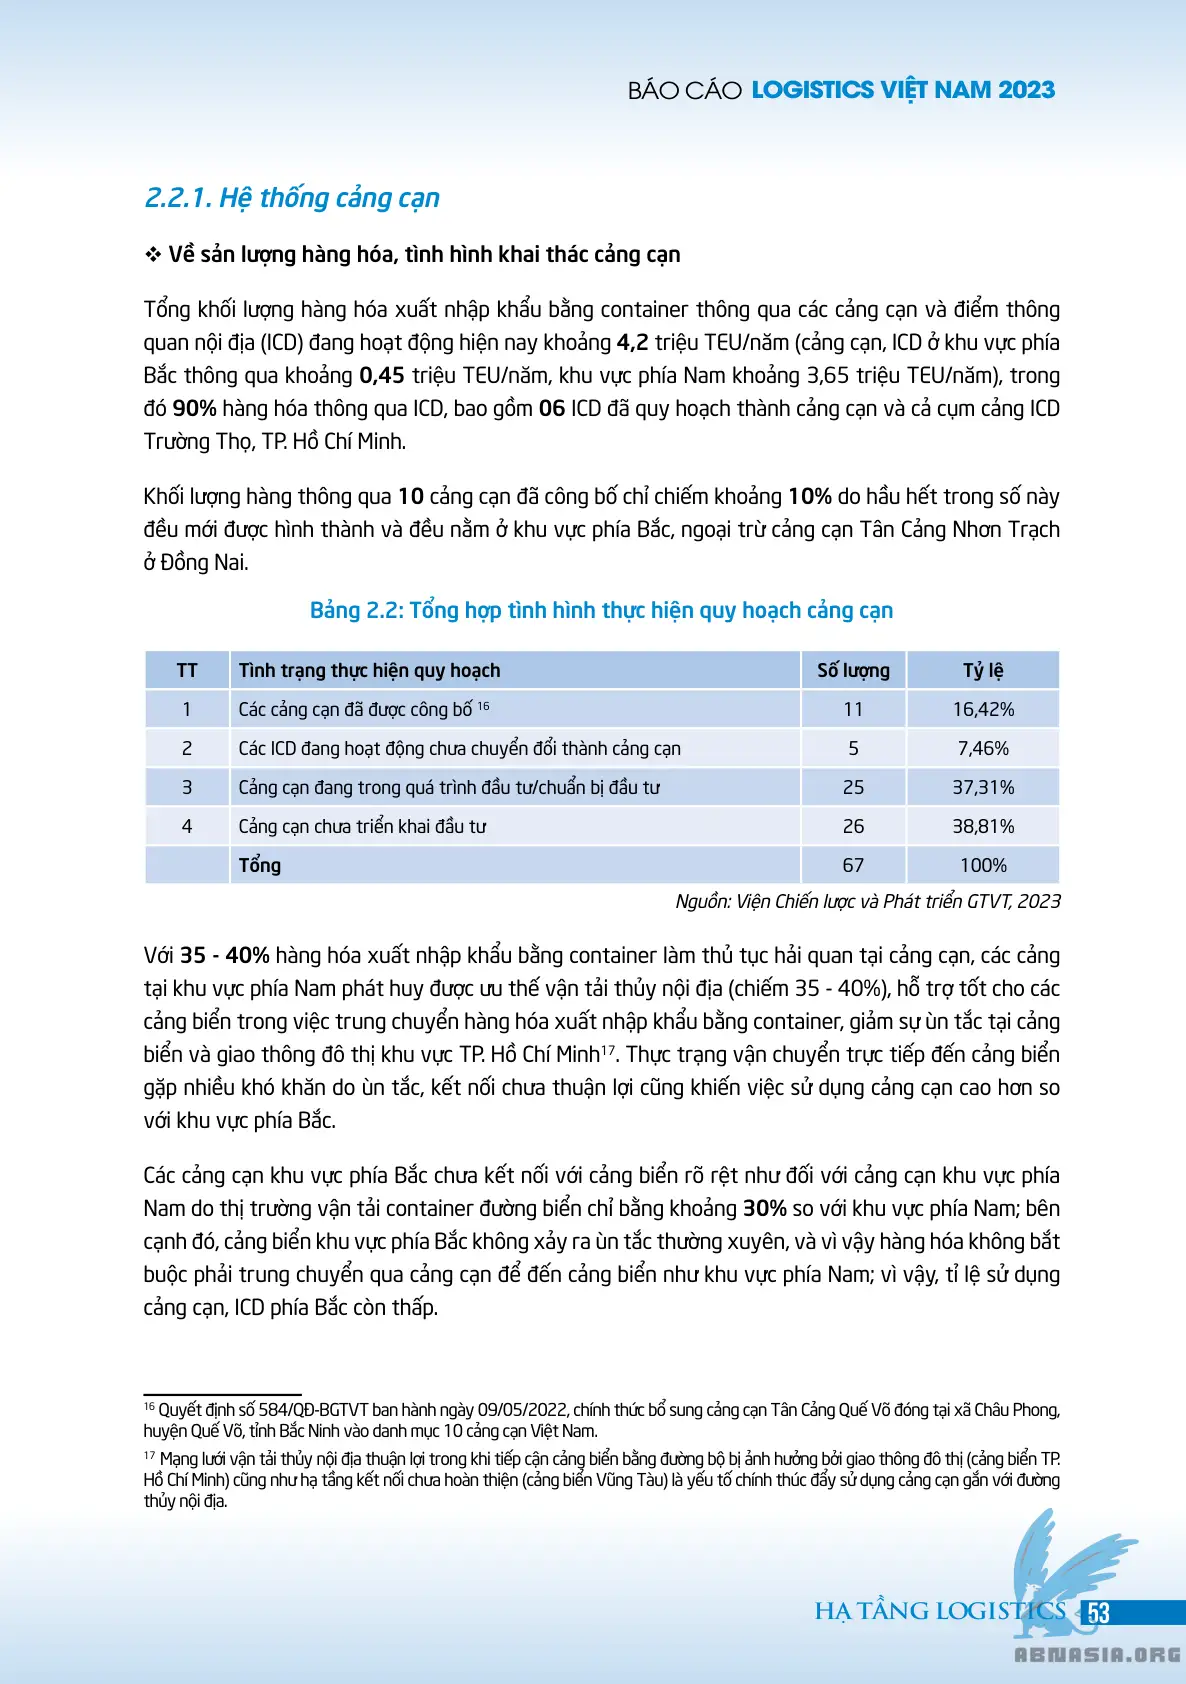 BÁO CÁO LOGISTICS VIỆT NAM 2023
2.2.1. Hệ thống cảng cạn
❖ Về sản lượng hàng hóa, tình hình khai thác cảng cạn
Tổng khối lượng hàng hóa xuất nhập khẩu bằng container thông qua các cảng cạn và điểm thông
quan nội địa (ICD) đang hoạt động hiện nay khoảng 4,2 triệu TEU/năm (cảng cạn, ICD ở khu vực phía
Bắc thông qua khoảng 0,45 triệu TEU/năm, khu vực phía Nam khoảng 3,65 triệu TEU/năm), trong
đó 90% hàng hóa thông qua ICD, bao gồm 06 ICD đã quy hoạch thành cảng cạn và cả cụm cảng ICD
Trường Thọ, TP. Hồ Chí Minh.
Khối lượng hàng thông qua 10 cảng cạn đã công bố chỉ chiếm khoảng 10% do hầu hết trong số này
đều mới được hình thành và đều nằm ở khu vực phía Bắc, ngoại trừ cảng cạn Tân Cảng Nhơn Trạch
ở Đồng Nai.
Bảng 2.2: Tổng hợp tình hình thực hiện quy hoạch cảng cạn
TT Tình trạng thực hiện quy hoạch Số lượng Tỷ lệ
1 Các cảng cạn đã được công bố 16 11 16,42%
2 Các ICD đang hoạt động chưa chuyển đổi thành cảng cạn 5 7,46%
3 Cảng cạn đang trong quá trình đầu tư/chuẩn bị đầu tư 25 37,31%
4 Cảng cạn chưa triển khai đầu tư 26 38,81%
Tổng 67 100%
Nguồn: Viện Chiến lược và Phát triển GTVT, 2023
Với 35 - 40% hàng hóa xuất nhập khẩu bằng container làm thủ tục hải quan tại cảng cạn, các cảng
tại khu vực phía Nam phát huy được ưu thế vận tải thủy nội địa (chiếm 35 - 40%), hỗ trợ tốt cho các
cảng biển trong việc trung chuyển hàng hóa xuất nhập khẩu bằng container, giảm sự ùn tắc tại cảng
biển và giao thông đô thị khu vực TP. Hồ Chí Minh17. Thực trạng vận chuyển trực tiếp đến cảng biển
gặp nhiều khó khăn do ùn tắc, kết nối chưa thuận lợi cũng khiến việc sử dụng cảng cạn cao hơn so
với khu vực phía Bắc.
Các cảng cạn khu vực phía Bắc chưa kết nối với cảng biển rõ rệt như đối với cảng cạn khu vực phía
Nam do thị trường vận tải container đường biển chỉ bằng khoảng 30% so với khu vực phía Nam; bên
cạnh đó, cảng biển khu vực phía Bắc không xảy ra ùn tắc thường xuyên, và vì vậy hàng hóa không bắt
buộc phải trung chuyển qua cảng cạn để đến cảng biển như khu vực phía Nam; vì vậy, tỉ lệ sử dụng
cảng cạn, ICD phía Bắc còn thấp.
16 Quyết định số 584/QĐ-BGTVT ban hành ngày 09/05/2022, chính thức bổ sung cảng cạn Tân Cảng Quế Võ đóng tại xã Châu Phong,
huyện Quế Võ, tỉnh Bắc Ninh vào danh mục 10 cảng cạn Việt Nam.
17 Mạng lưới vận tải thủy nội địa thuận lợi trong khi tiếp cận cảng biển bằng đường bộ bị ảnh hưởng bởi giao thông đô thị (cảng biển TP.
Hồ Chí Minh) cũng như hạ tầng kết nối chưa hoàn thiện (cảng biển Vũng Tàu) là yếu tố chính thúc đẩy sử dụng cảng cạn gắn với đường
thủy nội địa.
HẠ TẦNG LOGISTICS 53
ABNASIA.ORG